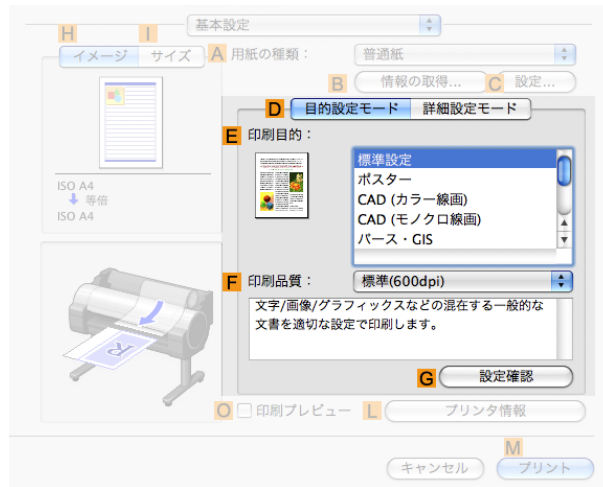 基本設定
H I
イメージ サイズ A 用紙の種類： 普通紙
B 情報の取得... C 設定...
D 目的設定モード 詳細設定モード
E 印刷目的：
標準設定
ポスター
CAD (カラー線画)
CAD (モノクロ線画)
パース・GIS
ISO A4
等倍
ISO A4
F 印刷品質： 標準(600dpi)
文字/画像/グラフィックスなどの混在する一般的な
文書を適切な設定で印刷します。
G 設定確認
O 印刷プレビュー L プリンタ情報
M
キャンセル プリント